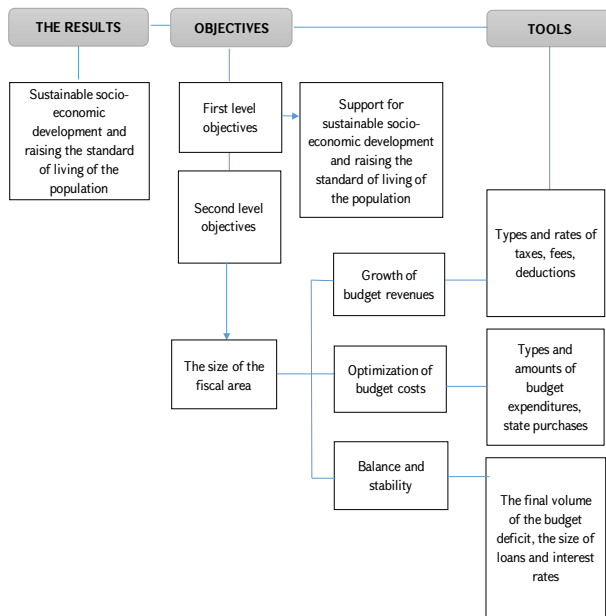 THE RESULTS
OBJECTIVES
TOOLS
Sustainable socio-
economic
development and
raising the standard
of living of the
population
First level
objectives
Support for
sustainable socio-
economic development
and raising the
standard of living of
the population
Second level
objectives
Types and rates of
taxes, fees,
deductions
Growth of
budget revenues
The size of the
fiscal area
Optimization of
budget costs
Types and
amounts of
budget
expenditures,
state purchases
Balance and
stability
The final volume
of the budget
deficit, the size of
loans and interest
rates